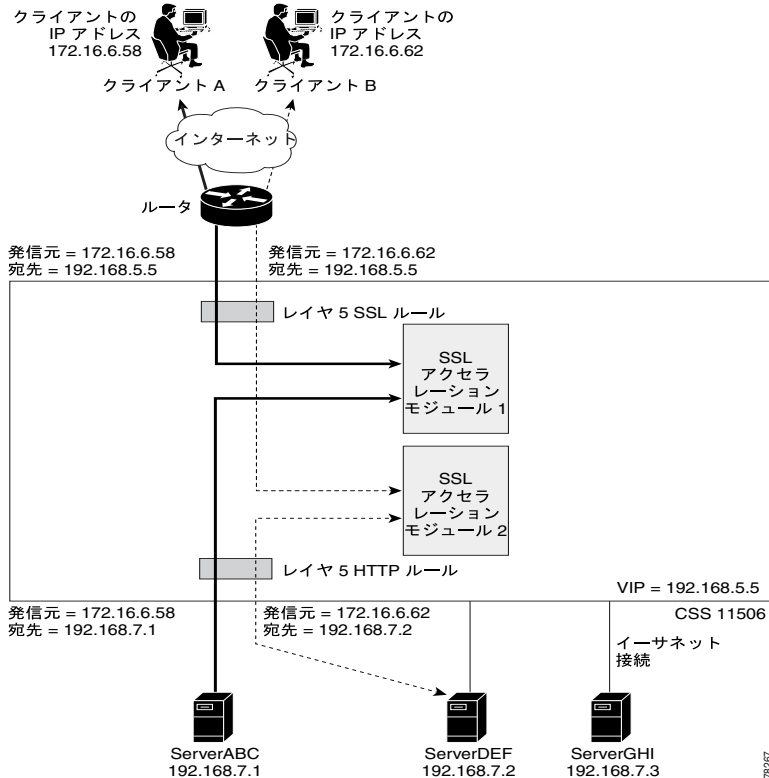 クライアントの
IP アドレス
172.16.6.58
クライアントの
IP アドレス
172.16.6.62
クライアント A
クライアント B
インターネット
ルータ
発信元 = 172.16.6.58
宛先 = 192.168.5.5
発信元 = 172.16.6.62
宛先 = 192.168.5.5
レイヤ 5 SSL ルール
SSL
アクセラ
レーション
モジュール 1
SSL
アクセラ
レーション
モジュール 2
レイヤ 5 HTTP ルール
VIP = 192.168.5.5
発信元 = 172.16.6.58
宛先 = 192.168.7.1
発信元 = 172.16.6.62
宛先 = 192.168.7.2
CSS 11506
イーサネット
接続
ServerABC
192.168.7.1
ServerDEF
192.168.7.2
ServerGHI
192.168.7.3
78267